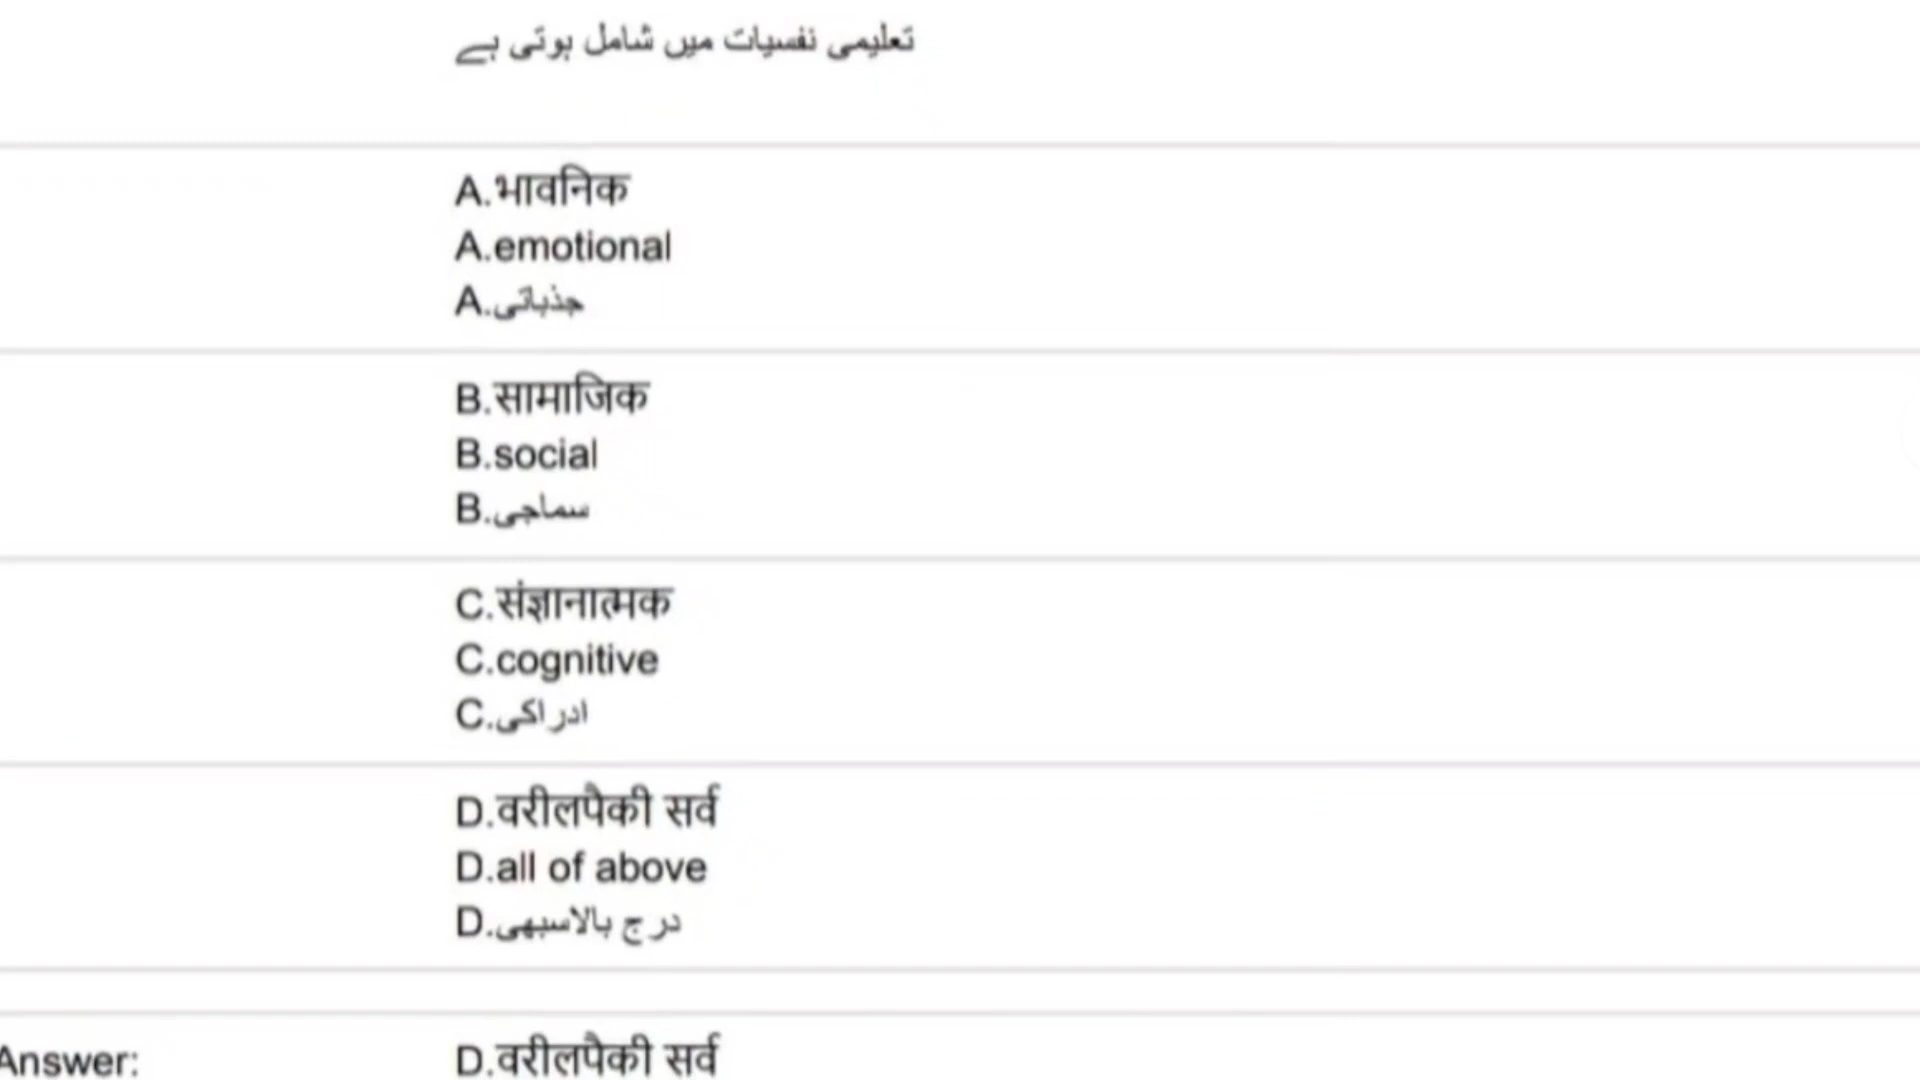 تعلیمی نفسیات میں شامل ہوتی ہے
A.भावनिक
A.emotional
A.جذباتی
B.सामाजिक
B.social
B.سماجی
C.संज्ञानात्मक
C.cognitive
C.ادراکی
D.वरीलपैकी सर्व
D.all of above
D.درج بالاسبھی
Answer: D.वरीलपैकी सर्व